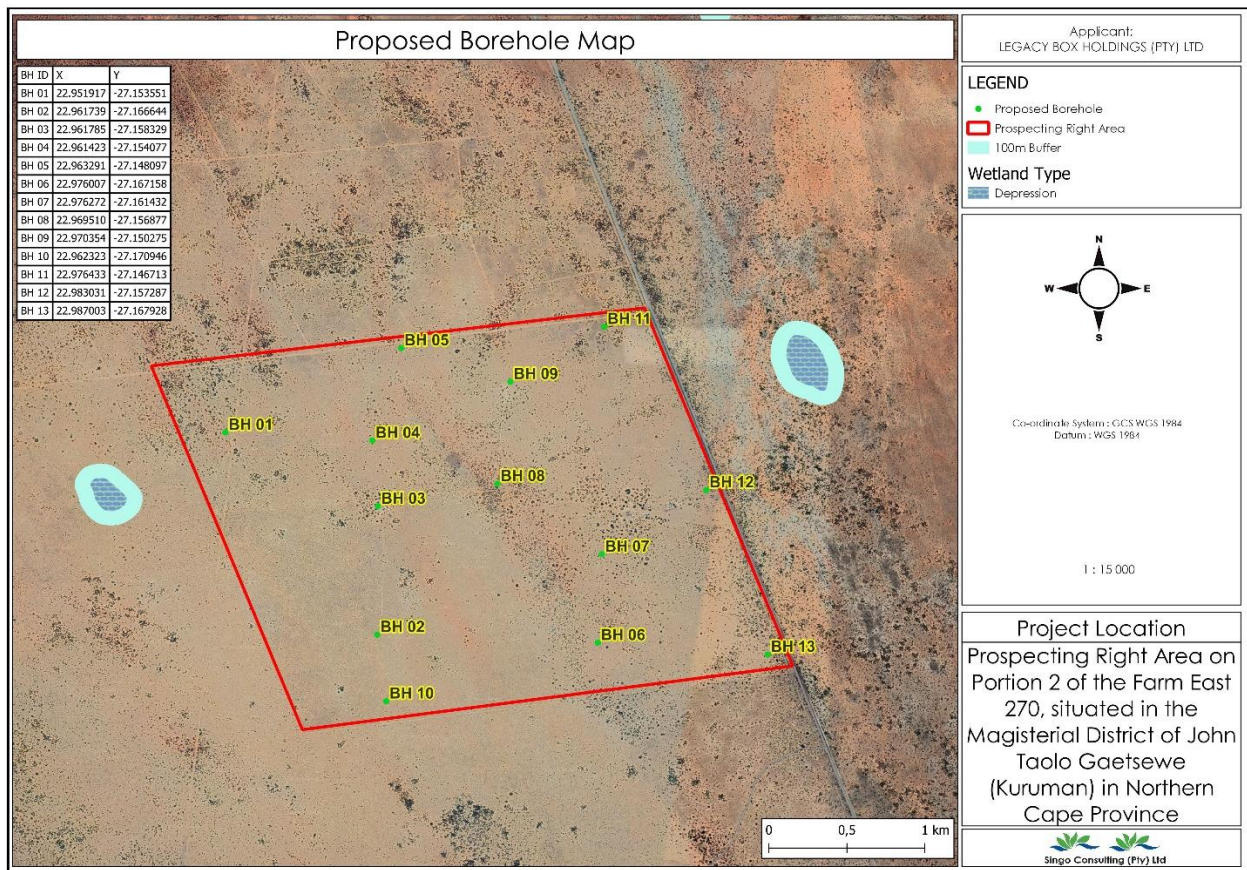 Proposed Borehole Map
BH ID X Y
BH 01 22.951917 -27.153551
BH 02 22.961739 -27.166644
BH 03 22.961785 -27.158329
BH 04 22.961423 -27.154077
BH 05 22.963291 -27.148097
BH 06 22.976007 -27.167158
BH 07 22.976272 -27.161432
BH 08 22.969510 -27.156877
BH 09 22.970354 -27.150275
BH 10 22.962323 -27.170946
BH 11 22.976433 -27.146713
BH 12 22.983031 -27.157287
BH 13 22.987003 -27.167928
BH 11
BH 05
BH 09
BH 01
BH 04
BH 08
BH 12
BH 03
BH 07
BH 02
BH 06
BH 13
BH 10
0 0,5 1 km
Applicant:
LEGACY BOX HOLDINGS (PTY) LTD
LEGEND
Proposed Borehole
Prospecting Right Area
100m Buffer
Wetland Type
Depression
N
W E
S
Co-ordinate System : GCS WGS 1984
Datum : WGS 1984
1 : 15 000
Project Location
Prospecting Right Area on
Portion 2 of the Farm East
270, situated in the
Magisterial District of John
Taolo Gaetsewe
(Kuruman) in Northern
Cape Province
Singo Consulting (Pty) Ltd